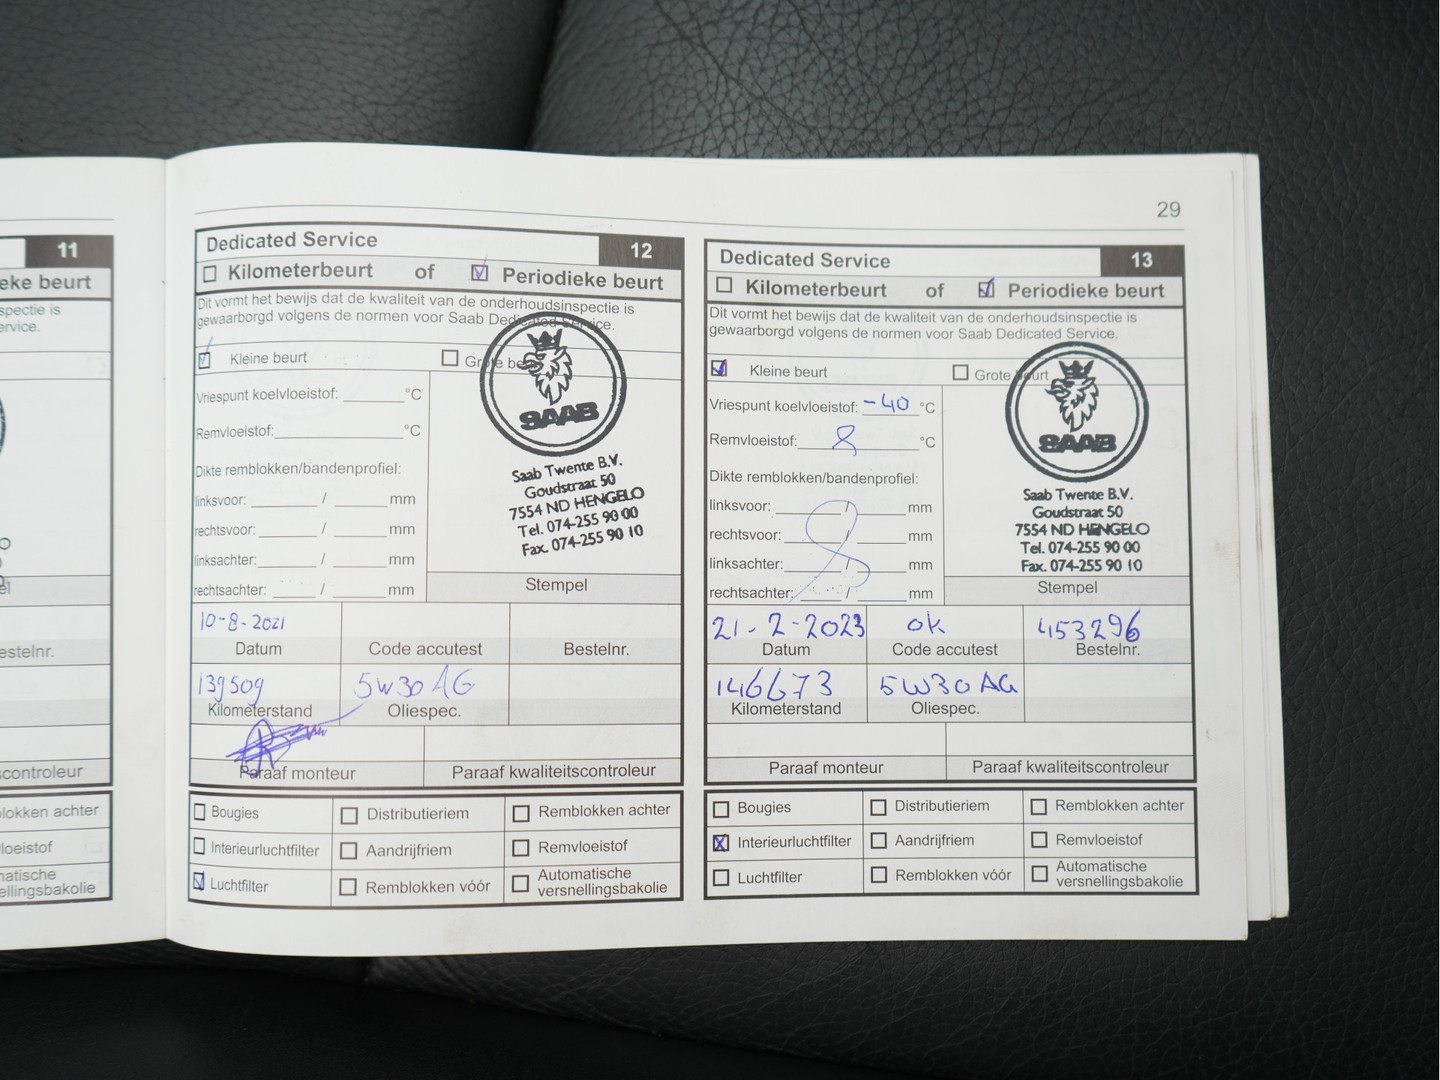 29
11
eke beurt
spectie is
ervice.
estelnr.
scontroleur
lokken achter
loeistof
matische
ellingsbakolie
Dedicated Service 12
Kilometerbeurt of Periodieke beurt
Dit vormt het bewijs dat de kwaliteit van de onderhoudsinspectie is
gewaarborgd volgens de normen voor Saab Dedicated Service.
Kleine beurt Grote beurt
Vriespunt koelvloeistof: °C
Remvloeistof: °C
Dikte remblokken/bandenprofiel:
linksvoor: / mm
rechtsvoor: / mm
linksachter: / mm
rechtsachter: / mm
SAAB
Saab Twente B.V.
Goudstraat 50
7554 ND HENGELO
Tel. 074-255 90 00
Fax. 074-255 90 10
Stempel
10-8-2021
Datum Code accutest Bestelnr.
139509 5W30 AG
Kilometerstand Oliespec.
Paraaf monteur Paraaf kwaliteitscontroleur
Bougies Distributieriem Remblokken achter
Interieurluchtfilter Aandrijfriem Remvloeistof
Luchtfilter Remblokken vóór Automatische
versnellingsbakolie
Dedicated Service 13
Kilometerbeurt of Periodieke beurt
Dit vormt het bewijs dat de kwaliteit van de onderhoudsinspectie is
gewaarborgd volgens de normen voor Saab Dedicated Service.
Kleine beurt Grote beurt
Vriespunt koelvloeistof: -40 °C
Remvloeistof: 8 °C
Dikte remblokken/bandenprofiel:
linksvoor: / mm
rechtsvoor: / mm
linksachter: / mm
rechtsachter: / mm
SAAB
Saab Twente B.V.
Goudstraat 50
7554 ND HENGELO
Tel. 074-255 90 00
Fax. 074-255 90 10
Stempel
21-2-2023 ok 453296
Datum Code accutest Bestelnr.
146673 5W30 AG
Kilometerstand Oliespec.
Paraaf monteur Paraaf kwaliteitscontroleur
Bougies Distributieriem Remblokken achter
Interieurluchtfilter Aandrijfriem Remvloeistof
Luchtfilter Remblokken vóór Automatische
versnellingsbakolie